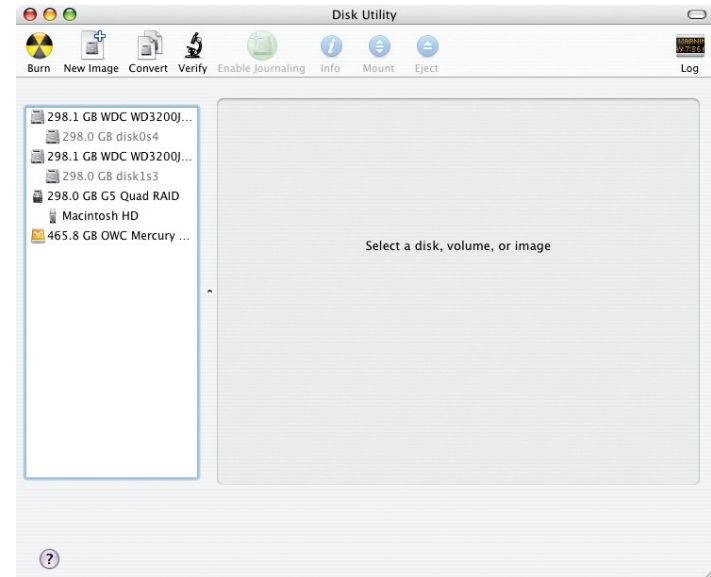 Disk Utility
Burn New Image Convert Verify Enable Journaling Info Mount Eject Log
298.1 GB WDC WD3200J...
298.0 GB disk0s4
298.1 GB WDC WD3200J...
298.0 GB disk1s3
298.0 GB G5 Quad RAID
Macintosh HD
465.8 GB OWC Mercury ...
Select a disk, volume, or image
?